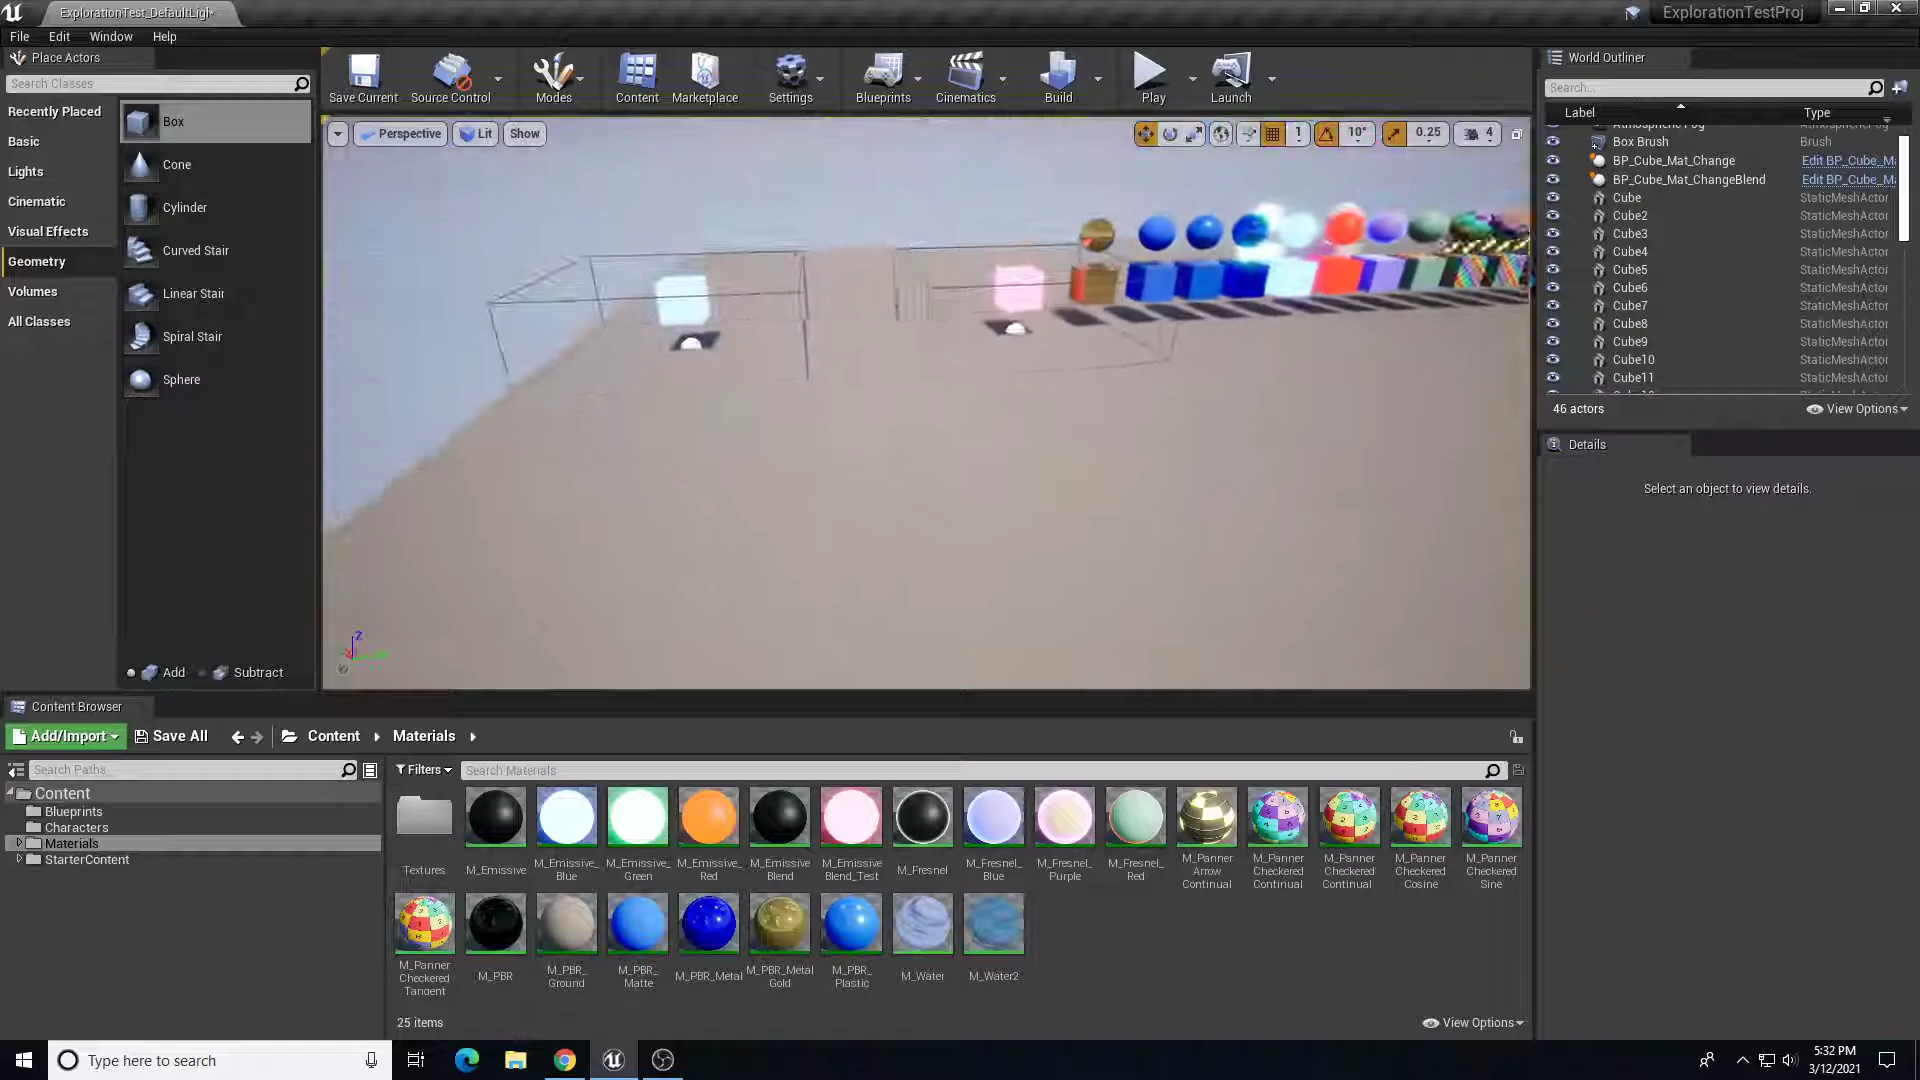 ExplorationTest_DefaultLigh*
ExplorationTestProj
File Edit Window Help
Place Actors
Search Classes
Recently Placed
Basic
Lights
Cinematic
Visual Effects
Geometry
Volumes
All Classes
Box
Cone
Cylinder
Curved Stair
Linear Stair
Spiral Stair
Sphere
Add Subtract
Save Current Source Control Modes Content Marketplace Settings Blueprints Cinematics Build Play Launch
Perspective Lit Show 1 10° 0.25 4
Z
World Outliner
Search...
Label Type
Atmospheric Fog AtmosphericFog
Box Brush Brush
BP_Cube_Mat_Change Edit BP_Cube_Ma
BP_Cube_Mat_ChangeBlend Edit BP_Cube_Ma
Cube StaticMeshActor
Cube2 StaticMeshActor
Cube3 StaticMeshActor
Cube4 StaticMeshActor
Cube5 StaticMeshActor
Cube6 StaticMeshActor
Cube7 StaticMeshActor
Cube8 StaticMeshActor
Cube9 StaticMeshActor
Cube10 StaticMeshActor
Cube11 StaticMeshActor
46 actors View Options
Details
Select an object to view details.
Content Browser
Add/Import Save All Content Materials
Search Paths
Content
Blueprints
Characters
Materials
StarterContent
Filters Search Materials
Textures
M_Emissive
M_Emissive_
Blue
M_Emissive_
Green
M_Emissive_
Red
M_Emissive
Blend
M_Emissive
Blend_Test
M_Fresnel
M_Fresnel_
Blue
M_Fresnel_
Purple
M_Fresnel_
Red
M_Panner
Arrow
Continual
M_Panner
Checkered
Continual
M_Panner
Checkered
Continual
M_Panner
Checkered
Cosine
M_Panner
Checkered
Sine
M_Panner
Checkered
Tangent
M_PBR
M_PBR_
Ground
M_PBR_
Matte
M_PBR_Metal
M_PBR_Metal
Gold
M_PBR_
Plastic
M_Water
M_Water2
25 items View Options
Type here to search
5:32 PM
3/12/2021